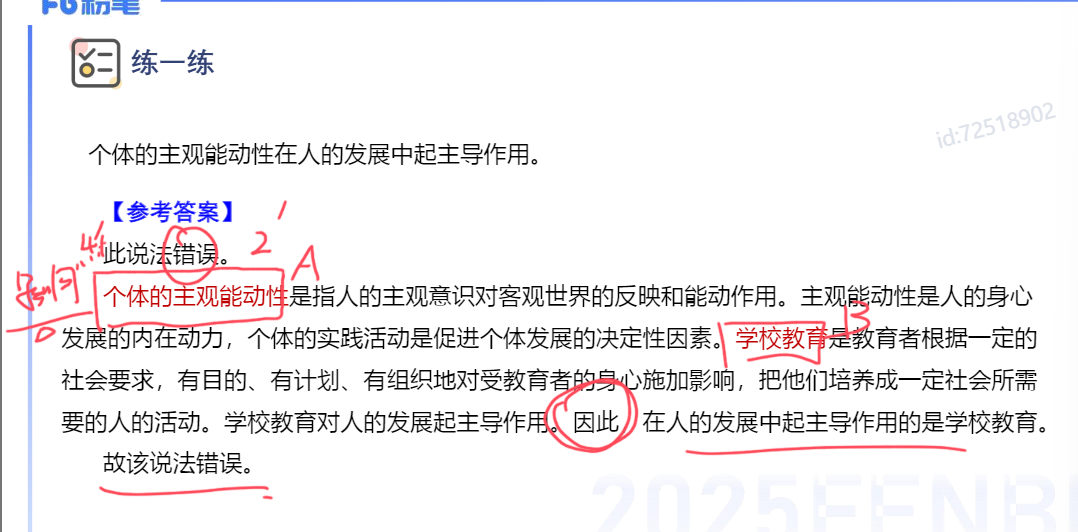 粉笔
练一练
id:72518902
个体的主观能动性在人的发展中起主导作用。
【参考答案】
2'
此说法错误。
A
个体的主观能动性是指人的主观意识对客观世界的反映和能动作用。主观能动性是人的身心
B
发展的内在动力，个体的实践活动是促进个体发展的决定性因素。学校教育是教育者根据一定的
社会要求，有目的、有计划、有组织地对受教育者的身心施加影响，把他们培养成一定社会所需
要的人的活动。学校教育对人的发展起主导作用。因此，在人的发展中起主导作用的是学校教育。
故该说法错误。